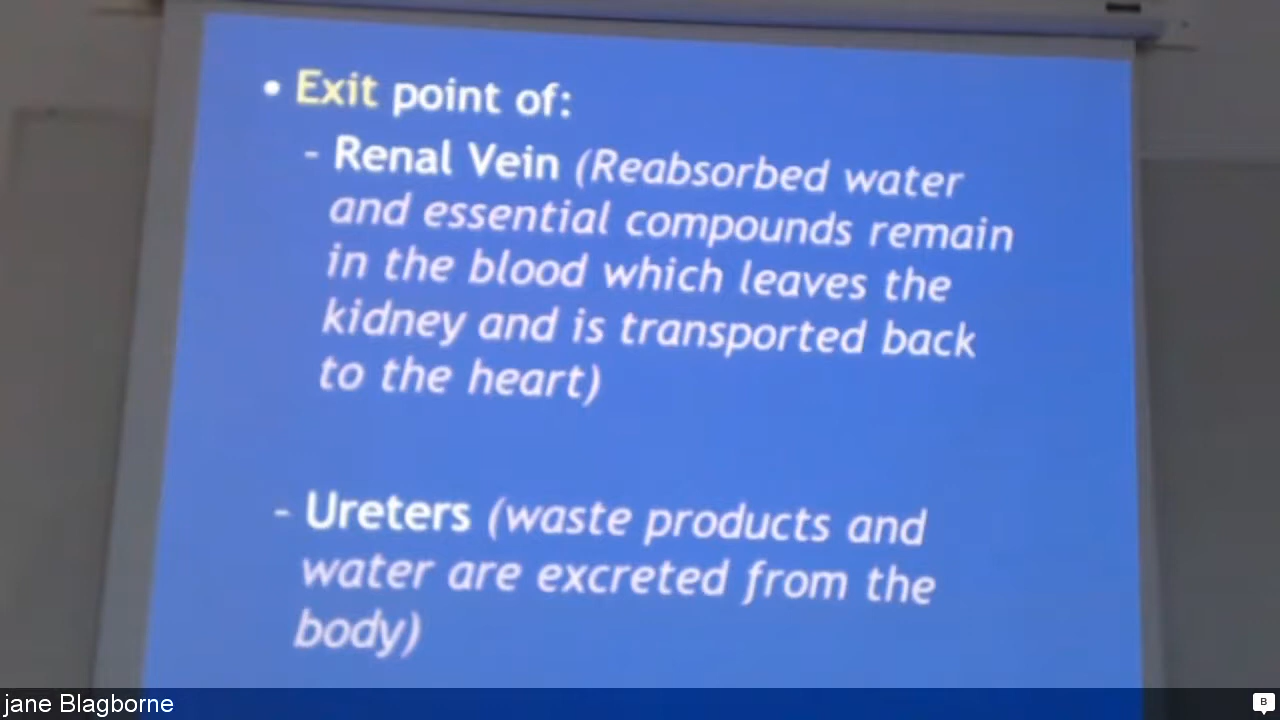 • Exit point of:
- Renal Vein (Reabsorbed water
and essential compounds remain
in the blood which leaves the
kidney and is transported back
to the heart)
- Ureters (waste products and
water are excreted from the
body)
jane Blagborne
B